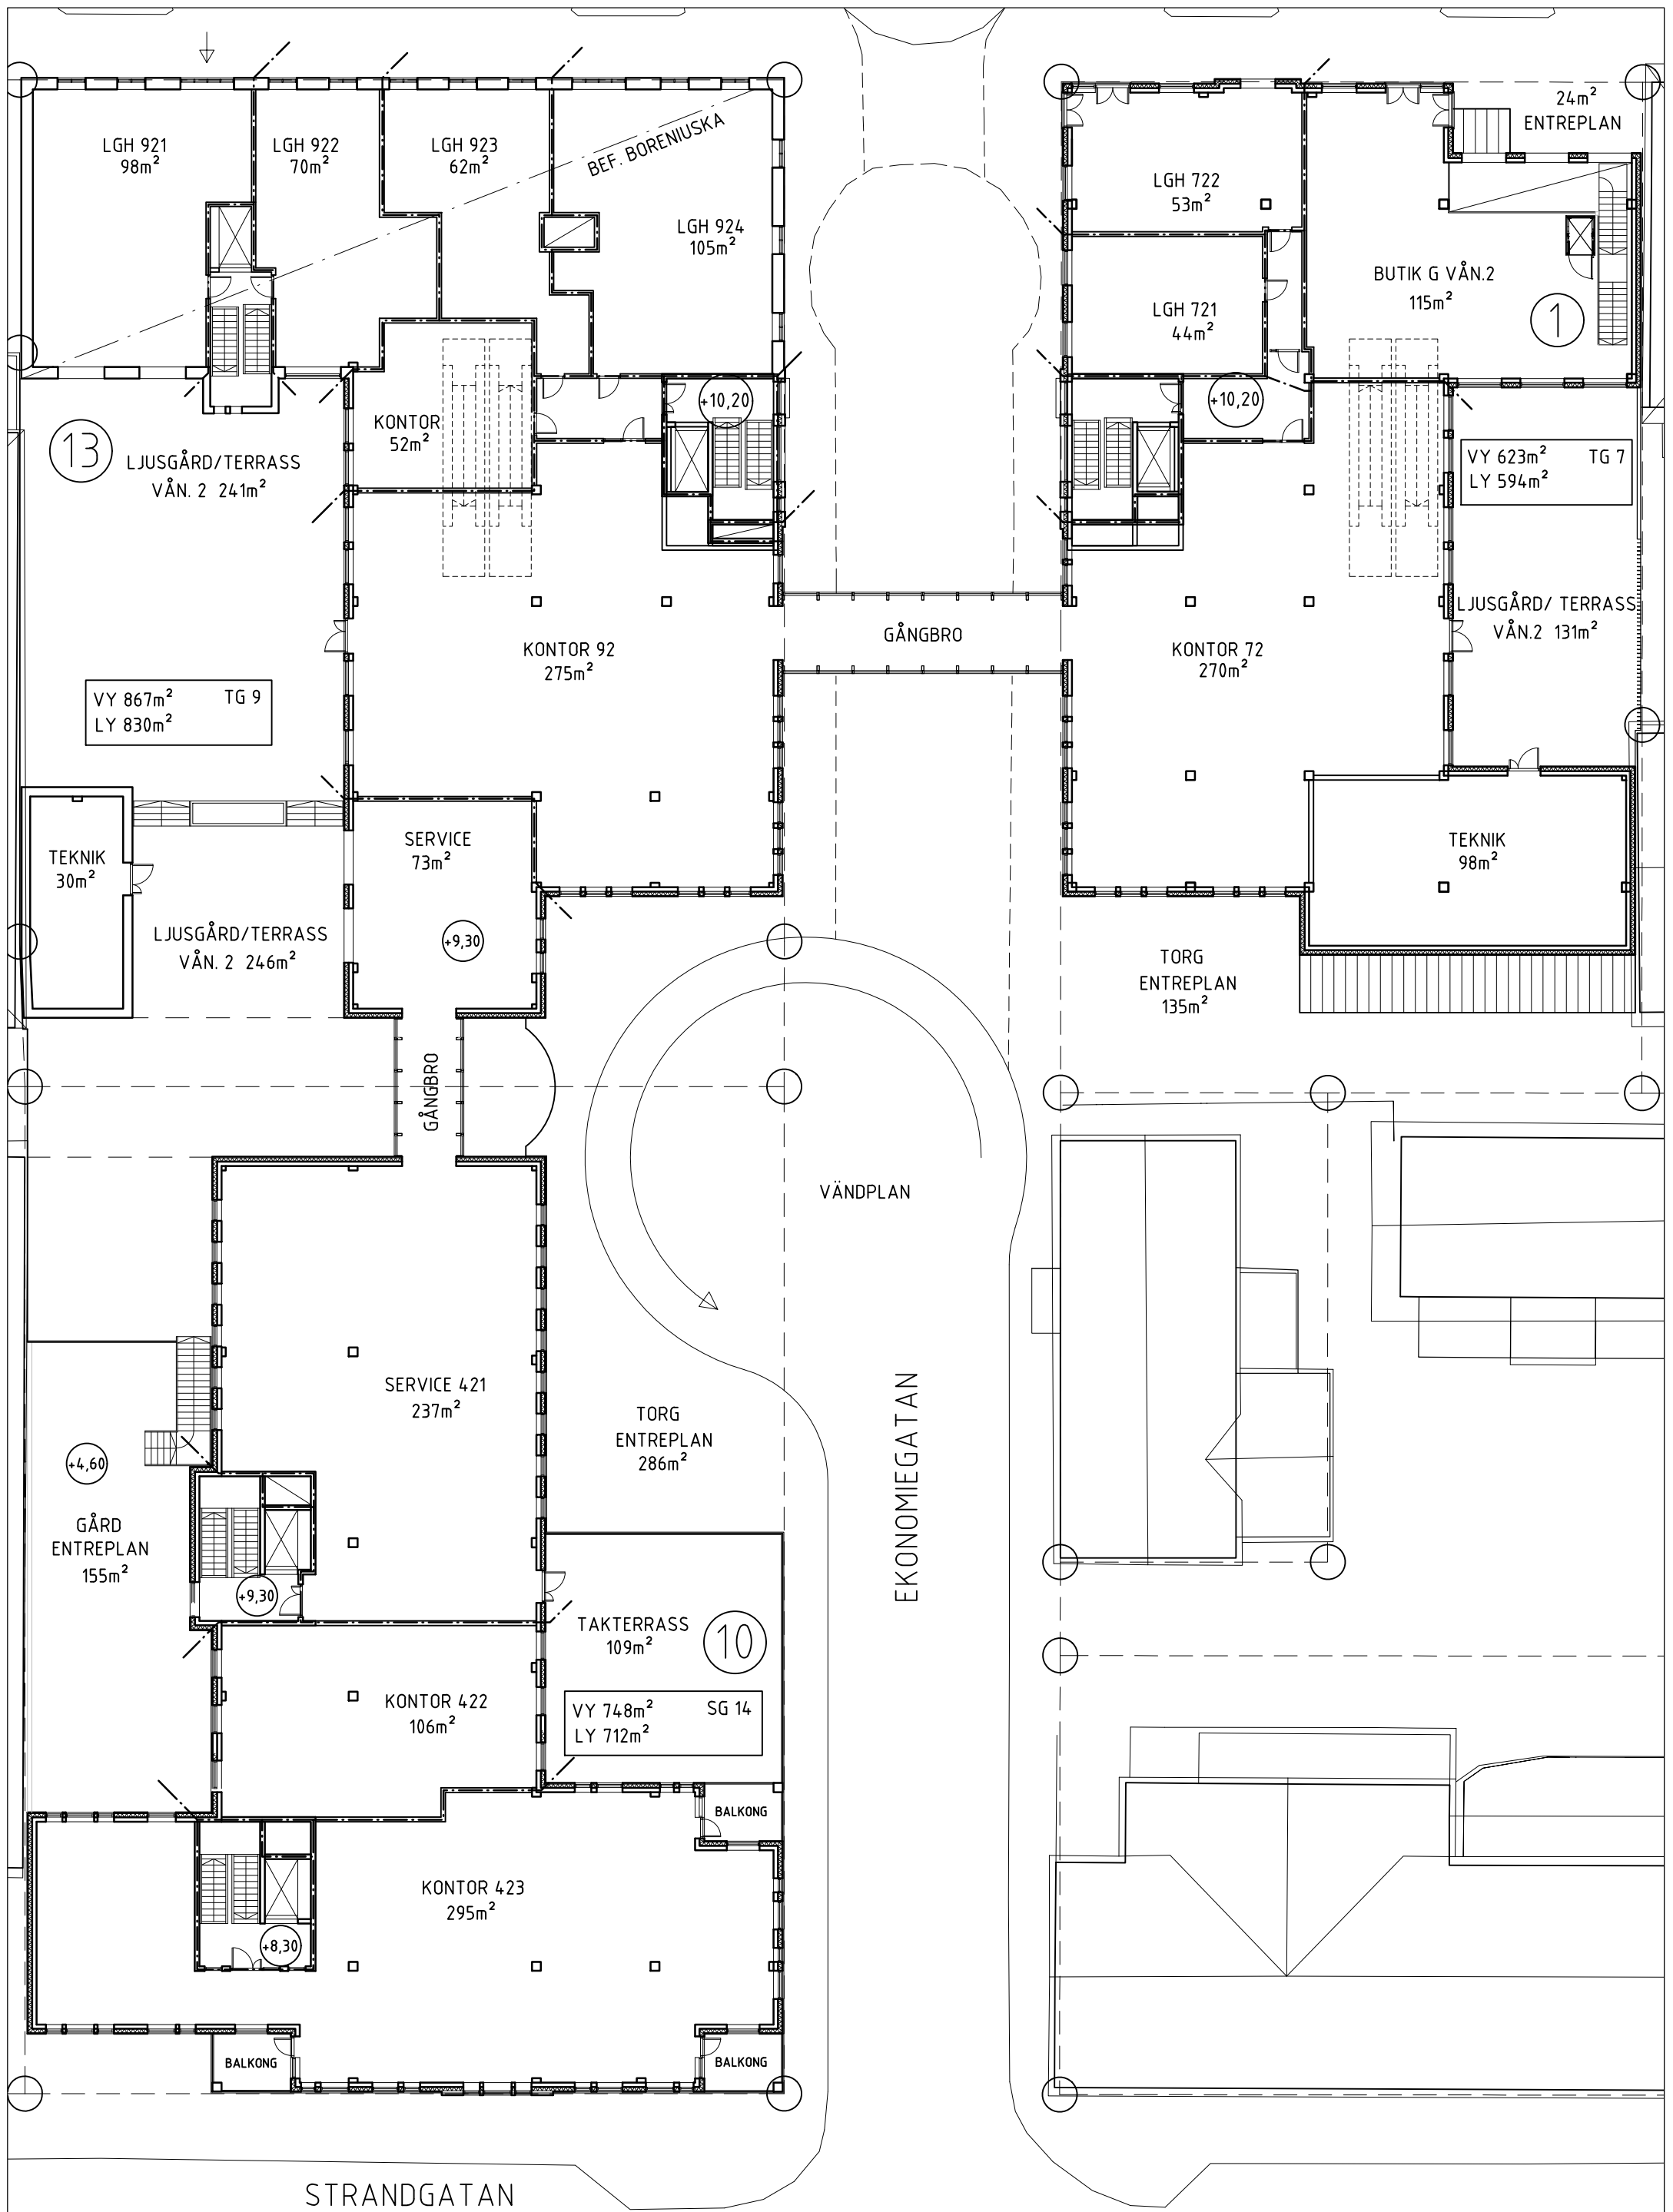 LGH 921
98m²
LGH 922
70m²
LGH 923
62m²
BEF. BORENIUSKA
LGH 924
105m²
LGH 722
53m²
24m²
ENTREPLAN
LGH 721
44m²
BUTIK G VÅN.2
115m²
1
13
LJUSGÅRD/TERRASS
VÅN. 2 241m²
KONTOR
52m²
+10,20
+10,20
VY 623m² TG 7
LY 594m²
KONTOR 92
275m²
GÅNGBRO
KONTOR 72
270m²
LJUSGÅRD/ TERRASS
VÅN.2 131m²
VY 867m² TG 9
LY 830m²
TEKNIK
30m²
SERVICE
73m²
TEKNIK
98m²
LJUSGÅRD/TERRASS
VÅN. 2 246m²
+9,30
TORG
ENTREPLAN
135m²
GÅNGBRO
VÄNDPLAN
SERVICE 421
237m²
TORG
ENTREPLAN
286m²
EKONOMIEGATAN
+4,60
GÅRD
ENTREPLAN
155m²
+9,30
TAKTERRASS
109m²
10
KONTOR 422
106m²
VY 748m² SG 14
LY 712m²
BALKONG
KONTOR 423
295m²
+8,30
BALKONG
BALKONG
STRANDGATAN